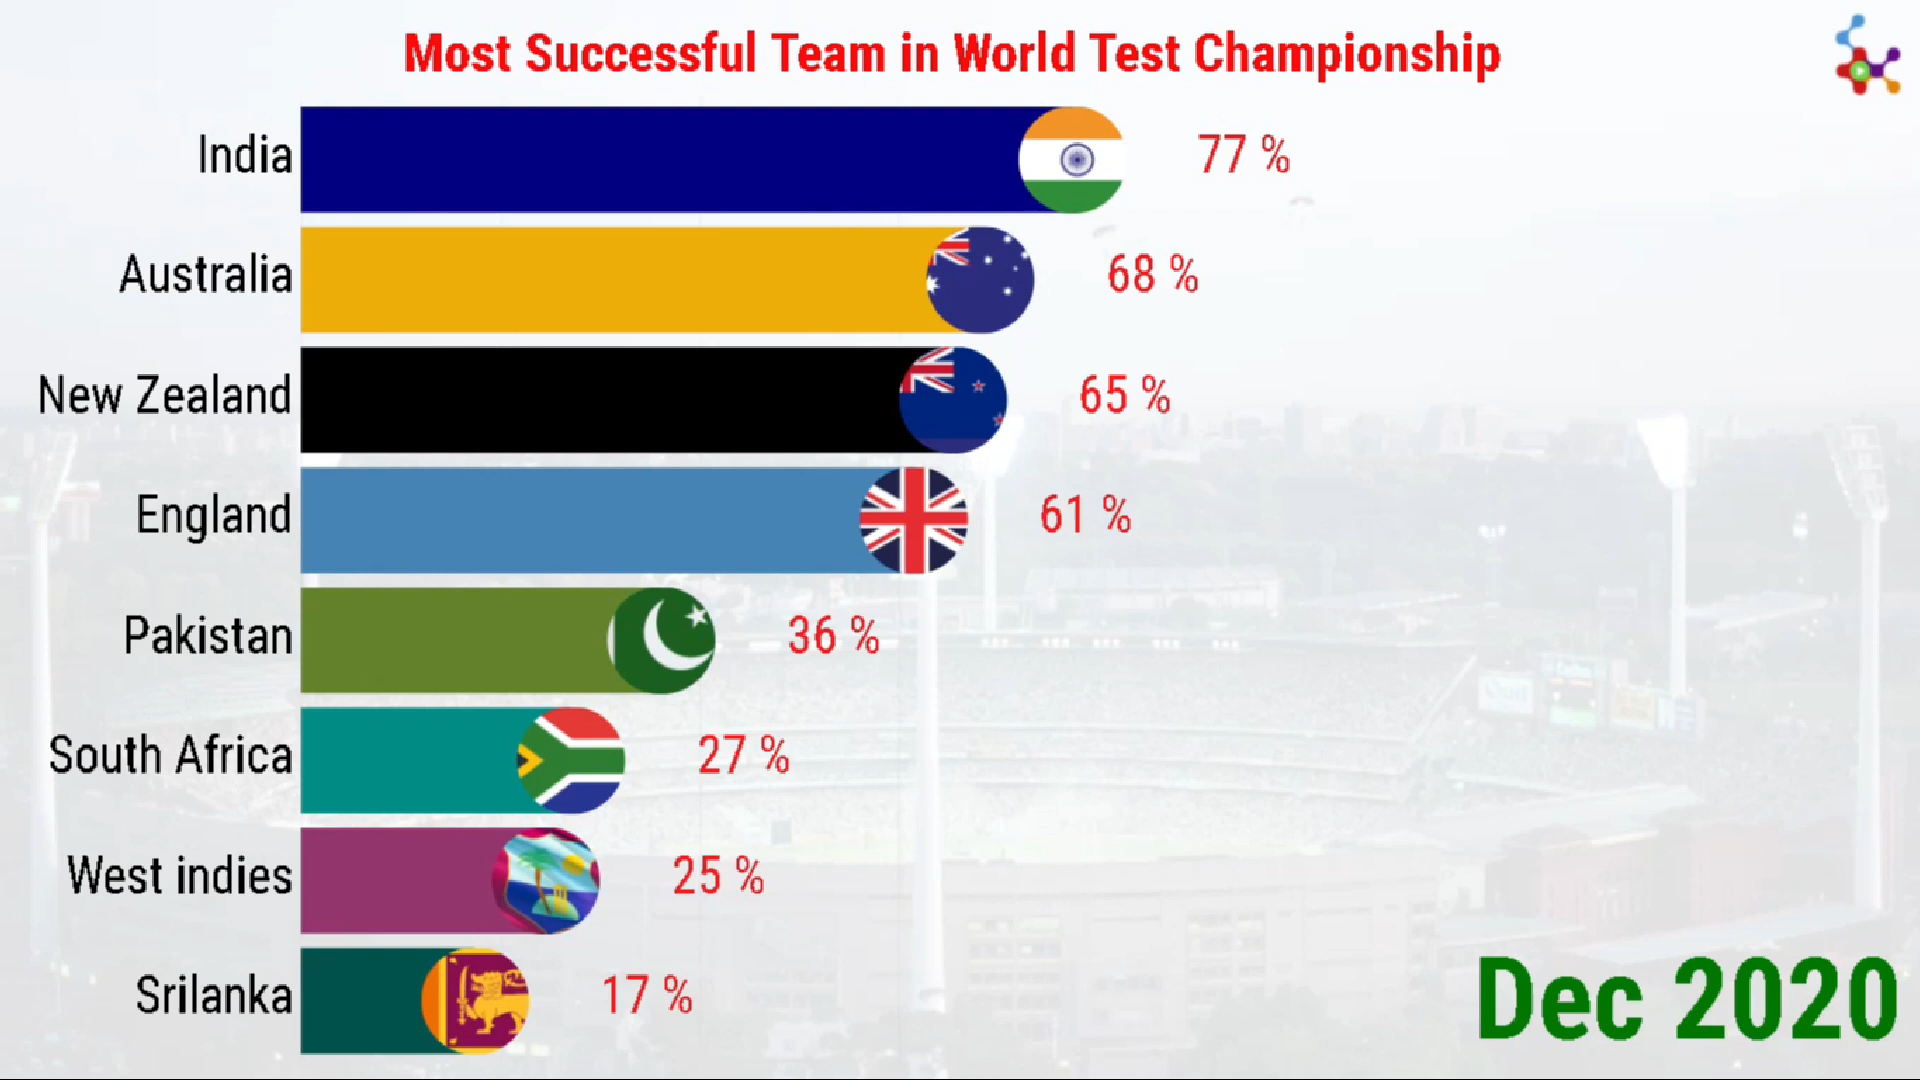 Most Successful Team in World Test Championship
India 77 %
Australia 68 %
New Zealand 65 %
England 61 %
Pakistan 36 %
South Africa 27 %
West indies 25 %
Srilanka 17 %
Dec 2020